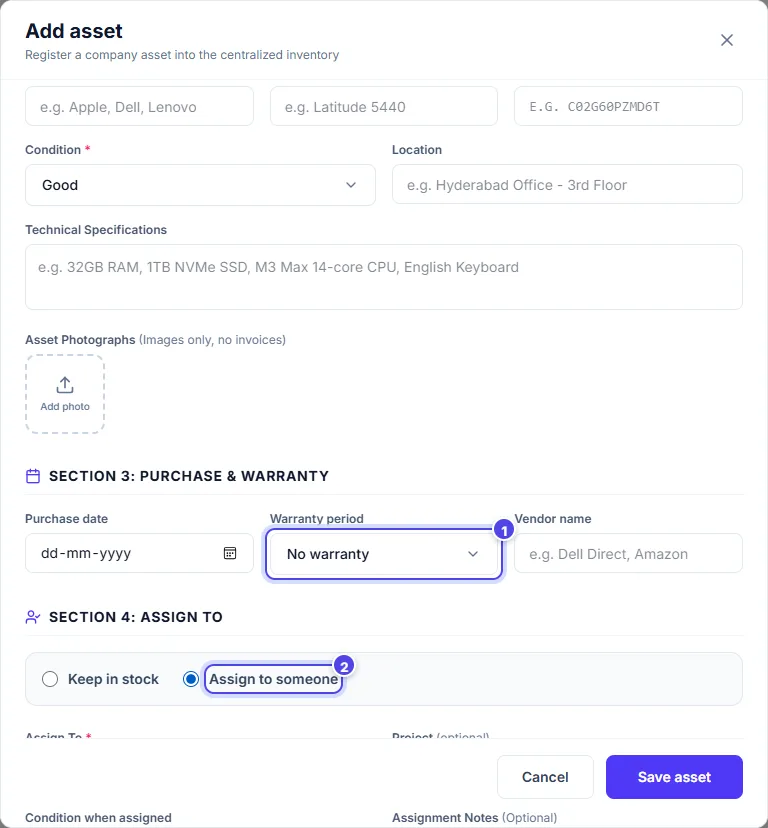 Add asset
Register a company asset into the centralized inventory
e.g. Apple, Dell, Lenovo
e.g. Latitude 5440
E.G. C02G60PZMD6T
Condition *
Location
Good
e.g. Hyderabad Office - 3rd Floor
Technical Specifications
e.g. 32GB RAM, 1TB NVMe SSD, M3 Max 14-core CPU, English Keyboard
Asset Photographs (Images only, no invoices)
Add photo
SECTION 3: PURCHASE & WARRANTY
Purchase date
Warranty period
1
Vendor name
dd-mm-yyyy
No warranty
e.g. Dell Direct, Amazon
SECTION 4: ASSIGN TO
Keep in stock
Assign to someone
2
Assign To *
Project (optional)
Cancel
Save asset
Condition when assigned
Assignment Notes (Optional)